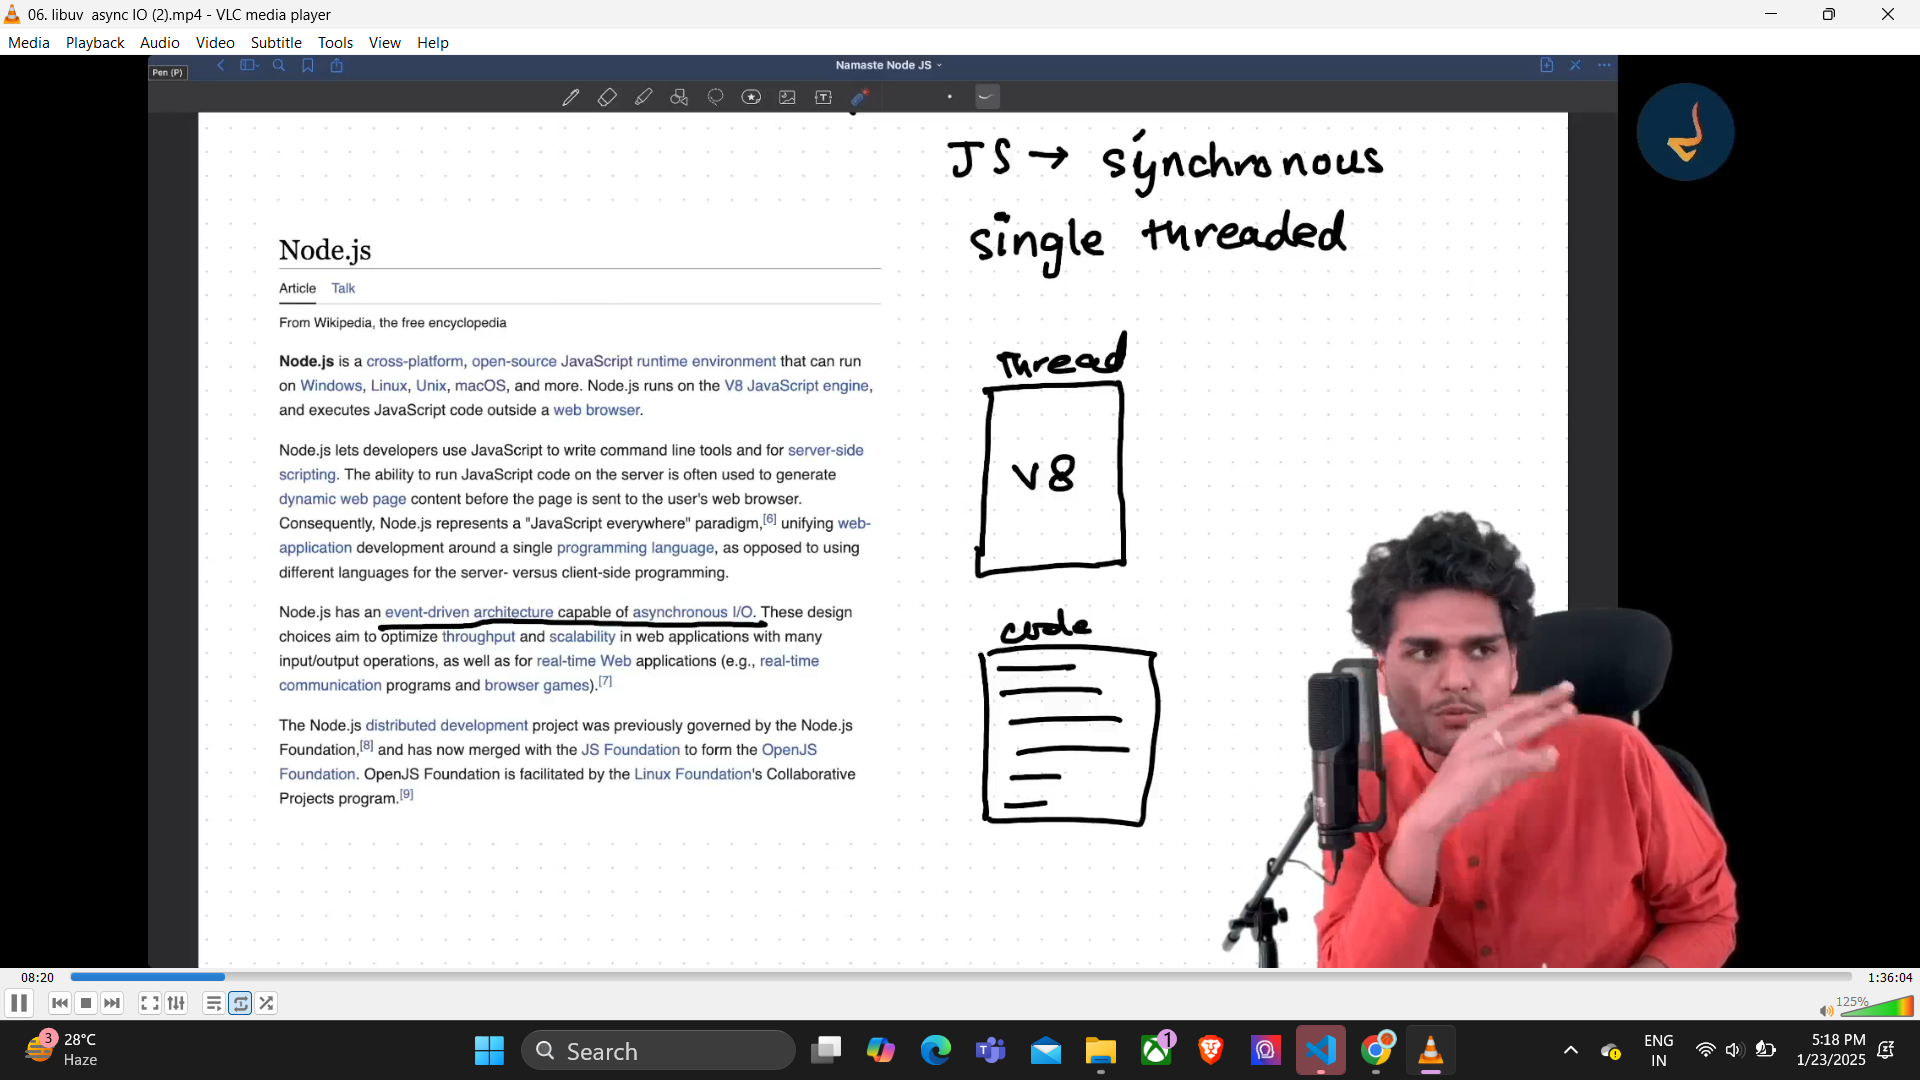 06. libuv  async IO (2).mp4 - VLC media player
Media Playback Audio Video Subtitle Tools View Help
Pen (P)
Namaste Node JS
JS → synchronous
single threaded
Node.js
Article Talk
From Wikipedia, the free encyclopedia
Node.js is a cross-platform, open-source JavaScript runtime environment that can run
on Windows, Linux, Unix, macOS, and more. Node.js runs on the V8 JavaScript engine,
and executes JavaScript code outside a web browser.
Node.js lets developers use JavaScript to write command line tools and for server-side
scripting. The ability to run JavaScript code on the server is often used to generate
dynamic web page content before the page is sent to the user's web browser.
Consequently, Node.js represents a "JavaScript everywhere" paradigm,[6] unifying web-
application development around a single programming language, as opposed to using
different languages for the server- versus client-side programming.
Node.js has an event-driven architecture capable of asynchronous I/O. These design
choices aim to optimize throughput and scalability in web applications with many
input/output operations, as well as for real-time Web applications (e.g., real-time
communication programs and browser games).[7]
The Node.js distributed development project was previously governed by the Node.js
Foundation,[8] and has now merged with the JS Foundation to form the OpenJS
Foundation. OpenJS Foundation is facilitated by the Linux Foundation's Collaborative
Projects program.[9]
thread
v8
code
08:20
1:36:04
125%
3
28°C
Haze
Search
1
ENG
IN
5:18 PM
1/23/2025